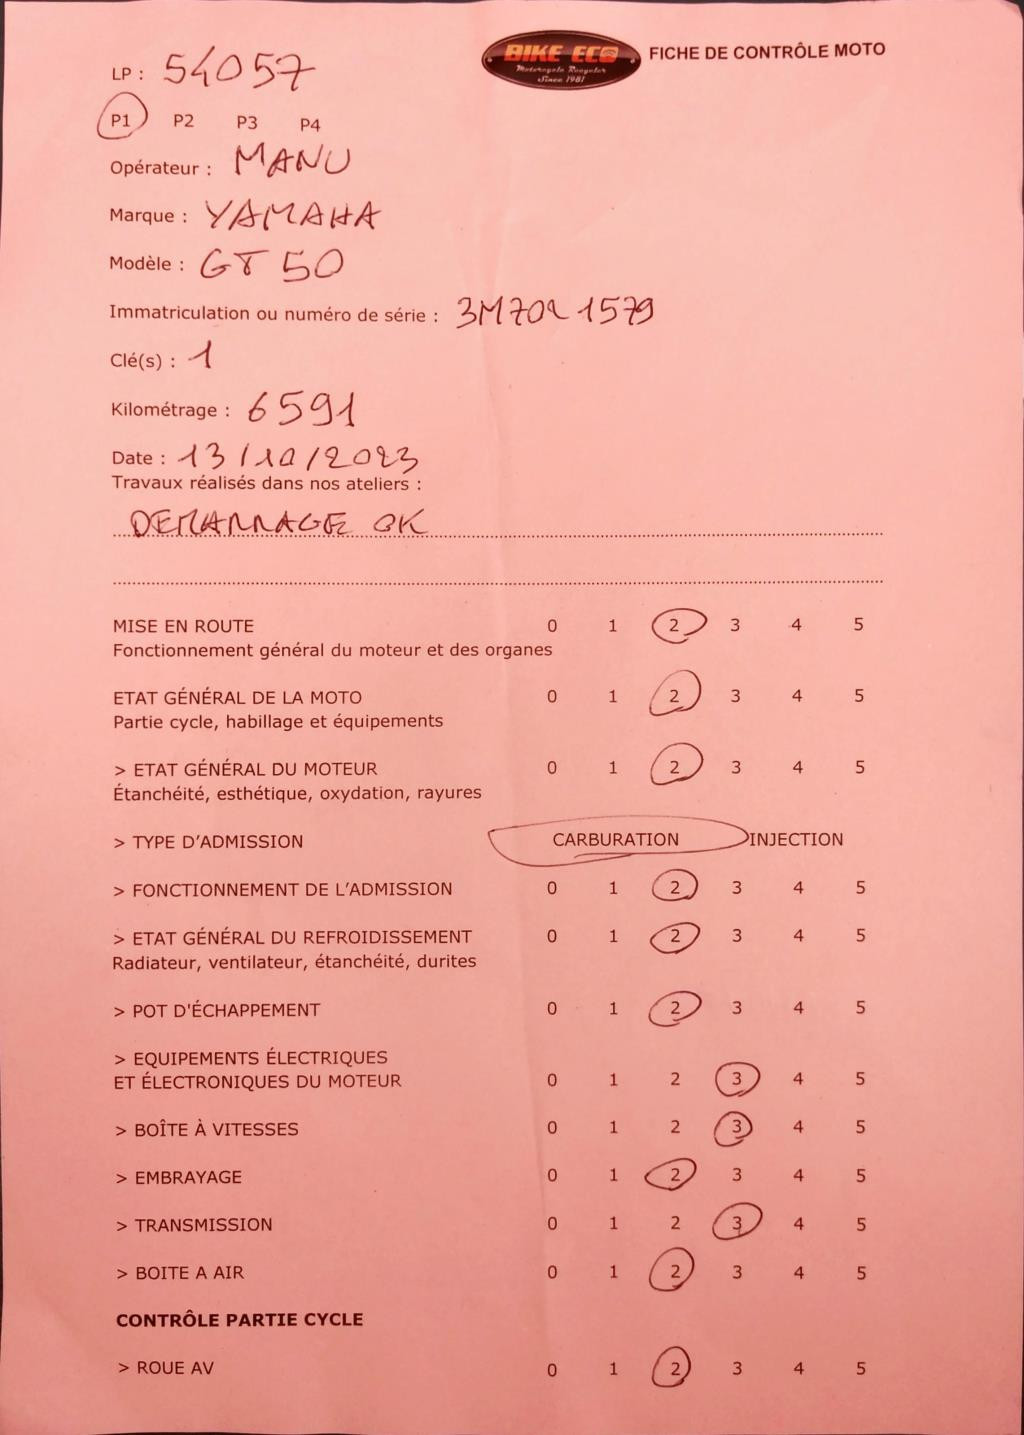 BIKE ECO
Motorcycle Recycler
Since 1981
FICHE DE CONTRÔLE MOTO
LP : 54057
P1 P2 P3 P4
Opérateur : MANU
Marque : YAMAHA
Modèle : GT 50
Immatriculation ou numéro de série : 3M7021579
Clé(s) : 1
Kilométrage : 6591
Date : 13/10/2023
Travaux réalisés dans nos ateliers :
DEMARRAGE OK
MISE EN ROUTE 0 1 2 3 4 5
Fonctionnement général du moteur et des organes
ETAT GÉNÉRAL DE LA MOTO 0 1 2 3 4 5
Partie cycle, habillage et équipements
> ETAT GÉNÉRAL DU MOTEUR 0 1 2 3 4 5
Étanchéité, esthétique, oxydation, rayures
> TYPE D'ADMISSION CARBURATION INJECTION
> FONCTIONNEMENT DE L'ADMISSION 0 1 2 3 4 5
> ETAT GÉNÉRAL DU REFROIDISSEMENT 0 1 2 3 4 5
Radiateur, ventilateur, étanchéité, durites
> POT D'ÉCHAPPEMENT 0 1 2 3 4 5
> EQUIPEMENTS ÉLECTRIQUES
ET ÉLECTRONIQUES DU MOTEUR 0 1 2 3 4 5
> BOÎTE À VITESSES 0 1 2 3 4 5
> EMBRAYAGE 0 1 2 3 4 5
> TRANSMISSION 0 1 2 3 4 5
> BOITE A AIR 0 1 2 3 4 5
CONTRÔLE PARTIE CYCLE
> ROUE AV 0 1 2 3 4 5